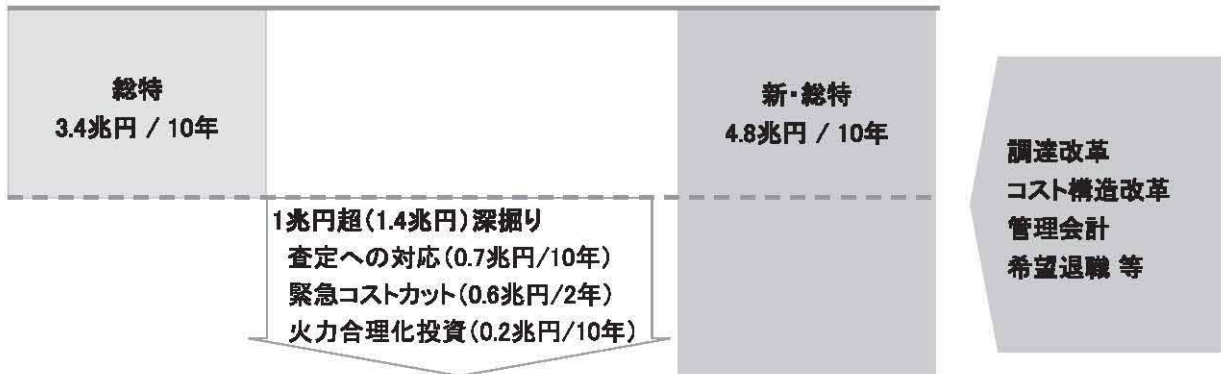 総特
3.4兆円 / 10年
1兆円超(1.4兆円)深掘り
査定への対応(0.7兆円/10年)
緊急コストカット(0.6兆円/2年)
火力合理化投資(0.2兆円/10年)
新・総特
4.8兆円 / 10年
調達改革
コスト構造改革
管理会計
希望退職 等